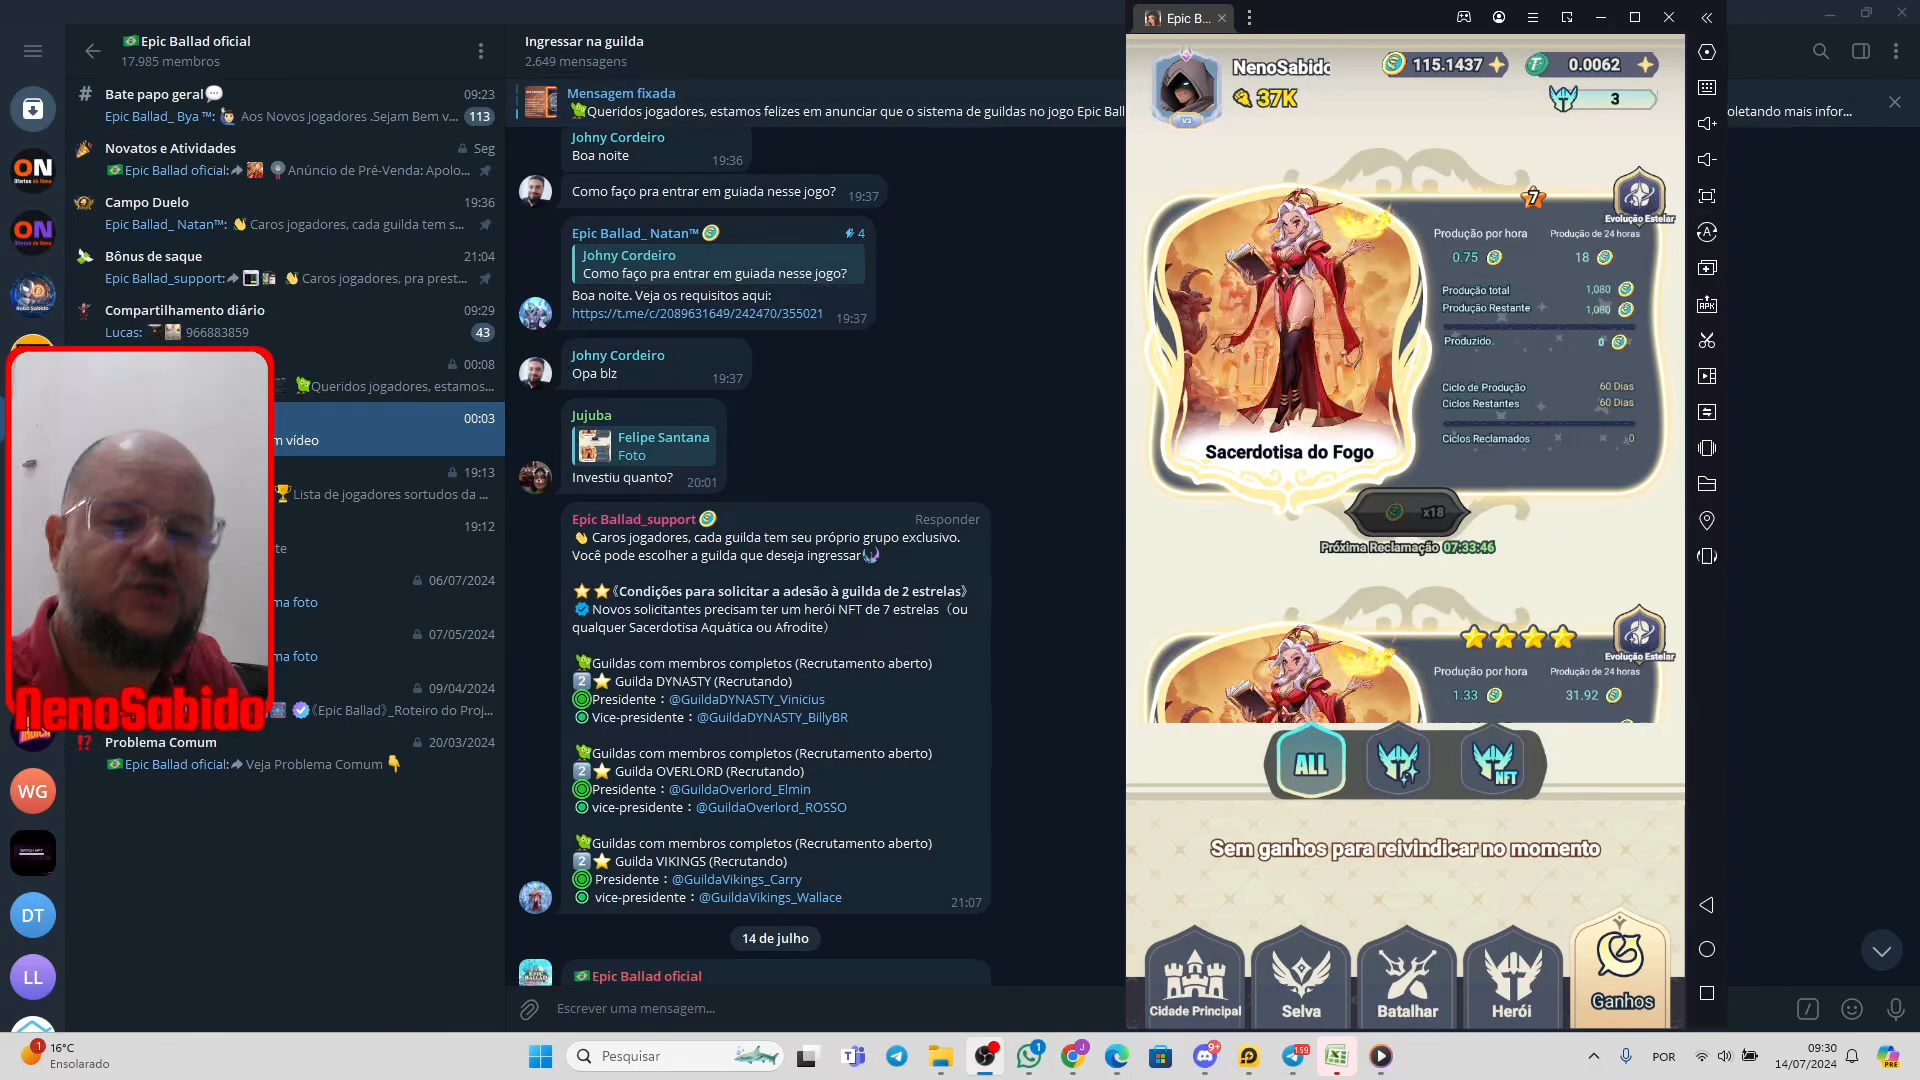 Epic Ballad oficial
17.985 membros
Bate papo geral
09:23
Epic Ballad_ Bya ™: Aos Novos jogadores .Sejam Bem v...
113
Novatos e Atividades
Seg
Epic Ballad oficial: Anúncio de Pré-Venda: Apolo...
Campo Duelo
19:36
Epic Ballad_ Natan™: Caros jogadores, cada guilda tem s...
Bônus de saque
21:04
Epic Ballad_support: Caros jogadores, pra prest...
Compartilhamento diário
09:29
Lucas: 966883859
43
00:08
Queridos jogadores, estamos...
00:03
m vídeo
19:13
Lista de jogadores sortudos da ...
19:12
te
06/07/2024
ma foto
07/05/2024
ma foto
09/04/2024
《Epic Ballad》_Roteiro do Proj...
Problema Comum
20/03/2024
Epic Ballad oficial: Veja Problema Comum
ON
ON
WG
DT
LL
NenoSabido
Ingressar na guilda
2.649 mensagens
Mensagem fixada
Queridos jogadores, estamos felizes em anunciar que o sistema de guildas no jogo Epic Ball
oletando mais infor...
Johny Cordeiro
Boa noite
19:36
Como faço pra entrar em guiada nesse jogo?
19:37
Epic Ballad_ Natan™
4
Johny Cordeiro
Como faço pra entrar em guiada nesse jogo?
Boa noite. Veja os requisitos aqui:
https://t.me/c/2089631649/242470/355021
19:37
Johny Cordeiro
Opa blz
19:37
Jujuba
Felipe Santana
Foto
Investiu quanto?
20:01
Epic Ballad_support
Responder
Caros jogadores, cada guilda tem seu próprio grupo exclusivo.
Você pode escolher a guilda que deseja ingressar
《Condições para solicitar a adesão à guilda de 2 estrelas》
Novos solicitantes precisam ter um herói NFT de 7 estrelas（ou
qualquer Sacerdotisa Aquática ou Afrodite）
Guildas com membros completos (Recrutamento aberto)
2 Guilda DYNASTY (Recrutando)
Presidente：@GuildaDYNASTY_Vinicius
Vice-presidente：@GuildaDYNASTY_BillyBR
Guildas com membros completos (Recrutamento aberto)
2 Guilda OVERLORD (Recrutando)
Presidente：@GuildaOverlord_Elmin
vice-presidente：@GuildaOverlord_ROSSO
Guildas com membros completos (Recrutamento aberto)
2 Guilda VIKINGS (Recrutando)
Presidente：@GuildaVikings_Carry
vice-presidente：@GuildaVikings_Wallace
21:07
14 de julho
Epic Ballad oficial
Escrever uma mensagem...
Epic B...
NenoSabido
37K
V2
115.1437
0.0062
3
7
Evolução Estelar
Produção por hora
Produção de 24 horas
0.75
18
Produção total
1,080
Produção Restante
1,080
Produzido
0
Ciclo de Produção
60 Dias
Ciclos Restantes
60 Dias
Ciclos Reclamados
0
Sacerdotisa do Fogo
x18
Próxima Reclamação 07:33:46
Evolução Estelar
Produção por hora
Produção de 24 horas
1.33
31.92
ALL
NFT
Sem ganhos para reivindicar no momento
Cidade Principal
Selva
Batalhar
Herói
Ganhos
APK
1
16°C
Ensolarado
Pesquisar
1
J
9+
159
POR
09:30
14/07/2024
PRE